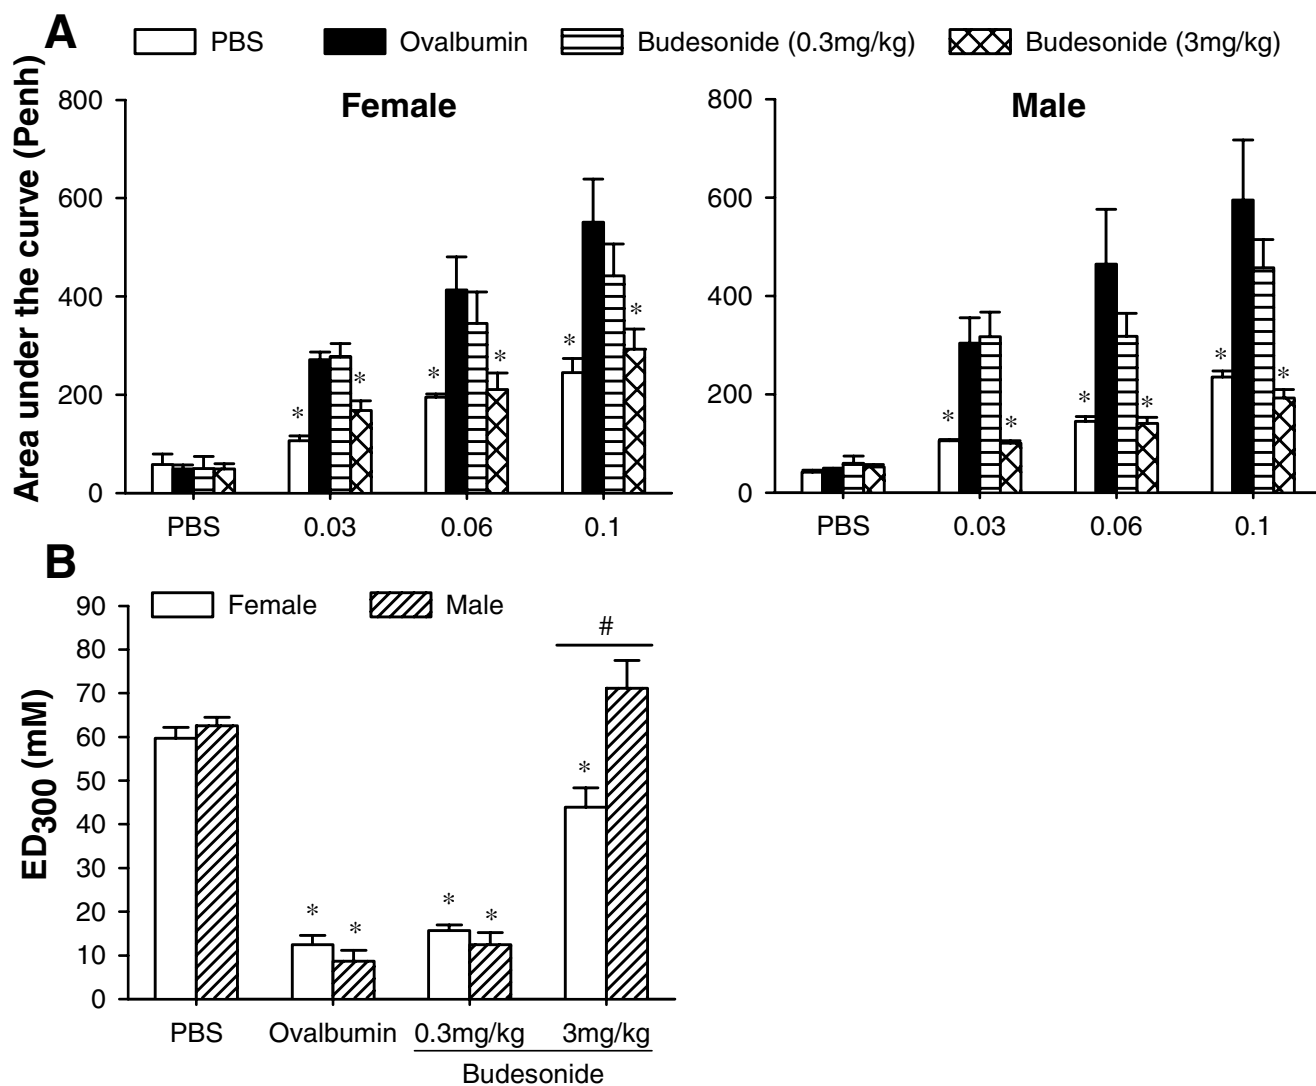 A
PBS
Ovalbumin
Budesonide (0.3mg/kg)
Budesonide (3mg/kg)
Area under the curve (Penh)
Female
800
600
400
200
0
* * * * * *
PBS 0.03 0.06 0.1
Male
800
600
400
200
0
* * * * * *
PBS 0.03 0.06 0.1
B
Female
Male
ED300 (mM)
90
80
70
60
50
40
30
20
10
0
#
* * * * *
PBS Ovalbumin 0.3mg/kg 3mg/kg
Budesonide